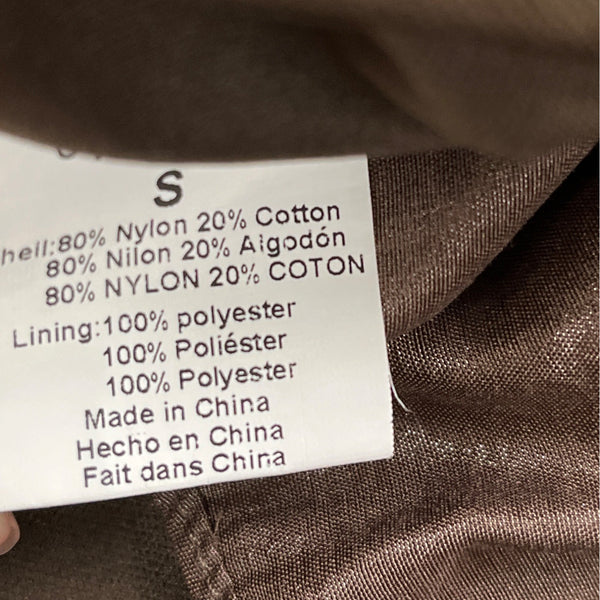 S
hell:80% Nylon 20% Cotton
80% Nilon 20% Algodón
80% NYLON 20% COTON
Lining:100% polyester
100% Poliéster
100% Polyester
Made in China
Hecho en China
Fait dans China